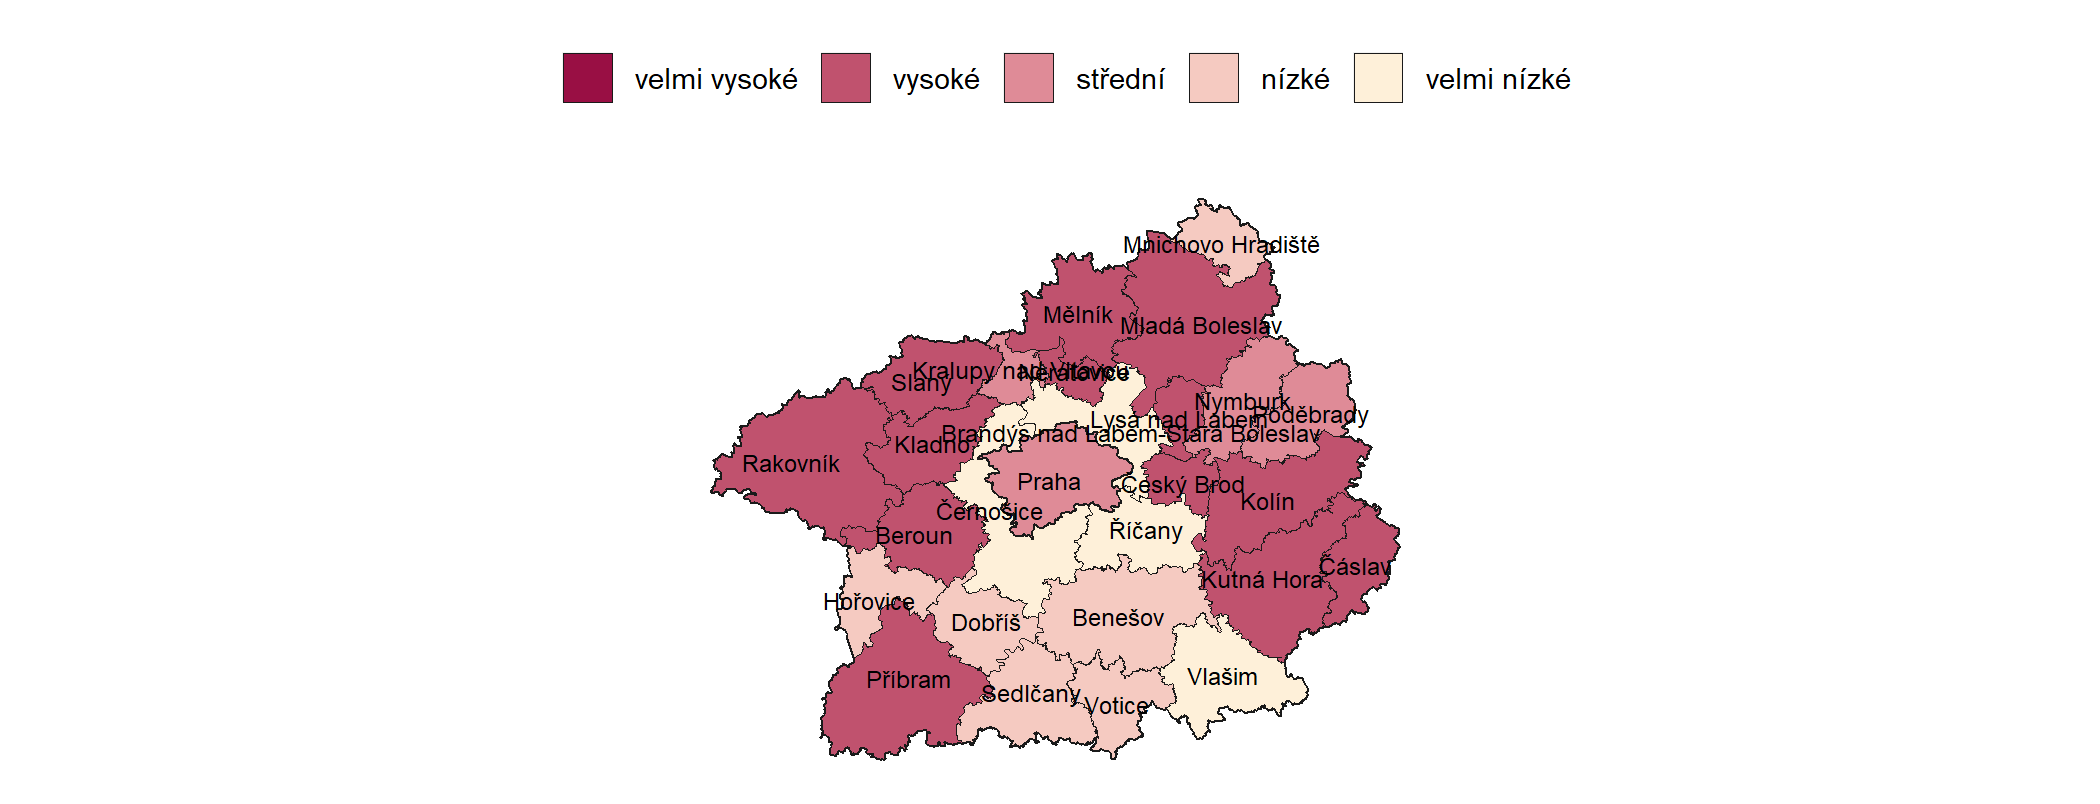 velmi vysoké
vysoké
střední
nízké
velmi nízké
Mnichovo Hradiště
Mělník
Mladá Boleslav
Kralupy nad Vltavou
Neratovice
Slaný
Nymburk
Poděbrady
Lysá nad Labem
Brandýs nad Labem-Stará Boleslav
Kladno
Rakovník
Praha
Český Brod
Kolín
Černošice
Říčany
Beroun
Čáslav
Kutná Hora
Hořovice
Dobříš
Benešov
Příbram
Vlašim
Sedlčany
Votice